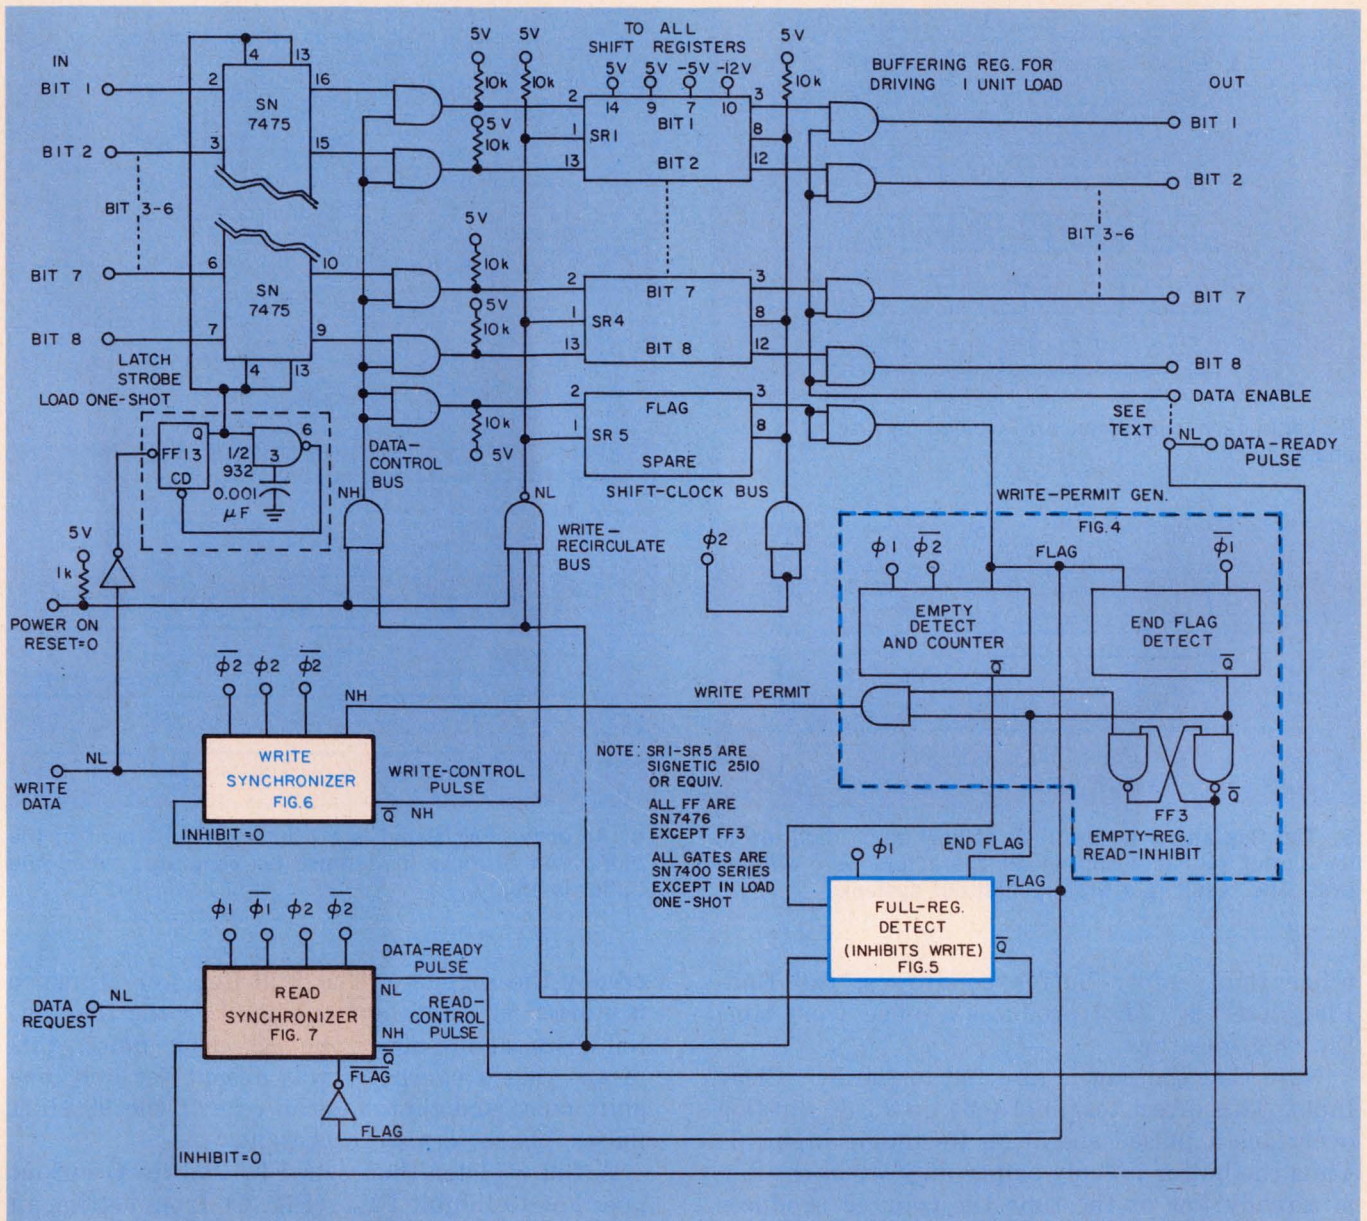 IN
BIT 1
BIT 2
BIT 3-6
BIT 7
BIT 8
4
13
2
16
SN
7475
3
15
6
10
SN
7475
7
9
4
13
LATCH
STROBE
LOAD ONE-SHOT
Q
FF13
CD
6
1/2
932
3
0.001
μF
5V
1k
POWER ON
RESET=0
DATA-
CONTROL
BUS
NH
5V
10k
5V
10k
5V
10k
5V
10k
5V
10k
10k
5V
TO ALL
SHIFT REGISTERS
5V 5V -5V -12V
14 9 7 10
2
BIT 1
3
1
SR1
8
13
BIT 2
12
2
BIT 7
3
1
SR4
8
13
BIT 8
12
2
FLAG
3
1
SR5
8
SPARE
SHIFT-CLOCK BUS
NL
WRITE-
RECIRCULATE
BUS
φ2
5V
10k
BUFFERING REG. FOR
DRIVING 1 UNIT LOAD
OUT
BIT 1
BIT 2
BIT 3-6
BIT 7
BIT 8
DATA ENABLE
SEE
TEXT
NL
DATA-READY
PULSE
WRITE-PERMIT GEN.
FIG.4
φ1
φ̅2̅
FLAG
φ̅1̅
EMPTY
DETECT
AND COUNTER
Q̅
END FLAG
DETECT
Q̅
WRITE PERMIT
Q̅
FF3
EMPTY-REG.
READ-INHIBIT
φ̅2̅
φ2
φ̅2̅
NH
NL
WRITE
DATA
WRITE
SYNCHRONIZER
FIG.6
WRITE-CONTROL
PULSE
Q̅
NH
INHIBIT=0
NOTE: SR1-SR5 ARE
SIGNETIC 2510
OR EQUIV.
ALL FF ARE
SN7476
EXCEPT FF3
ALL GATES ARE
SN7400 SERIES
EXCEPT IN LOAD
ONE-SHOT
φ1
END FLAG
FLAG
FULL-REG.
DETECT
(INHIBITS WRITE)
FIG.5
Q̅
φ1
φ̅1̅
φ2
φ̅2̅
DATA
REQUEST
NL
READ
SYNCHRONIZER
FIG. 7
DATA-READY
PULSE
NL
READ-
CONTROL
PULSE
NH
Q̅
F̅L̅A̅G̅
FLAG
INHIBIT=0